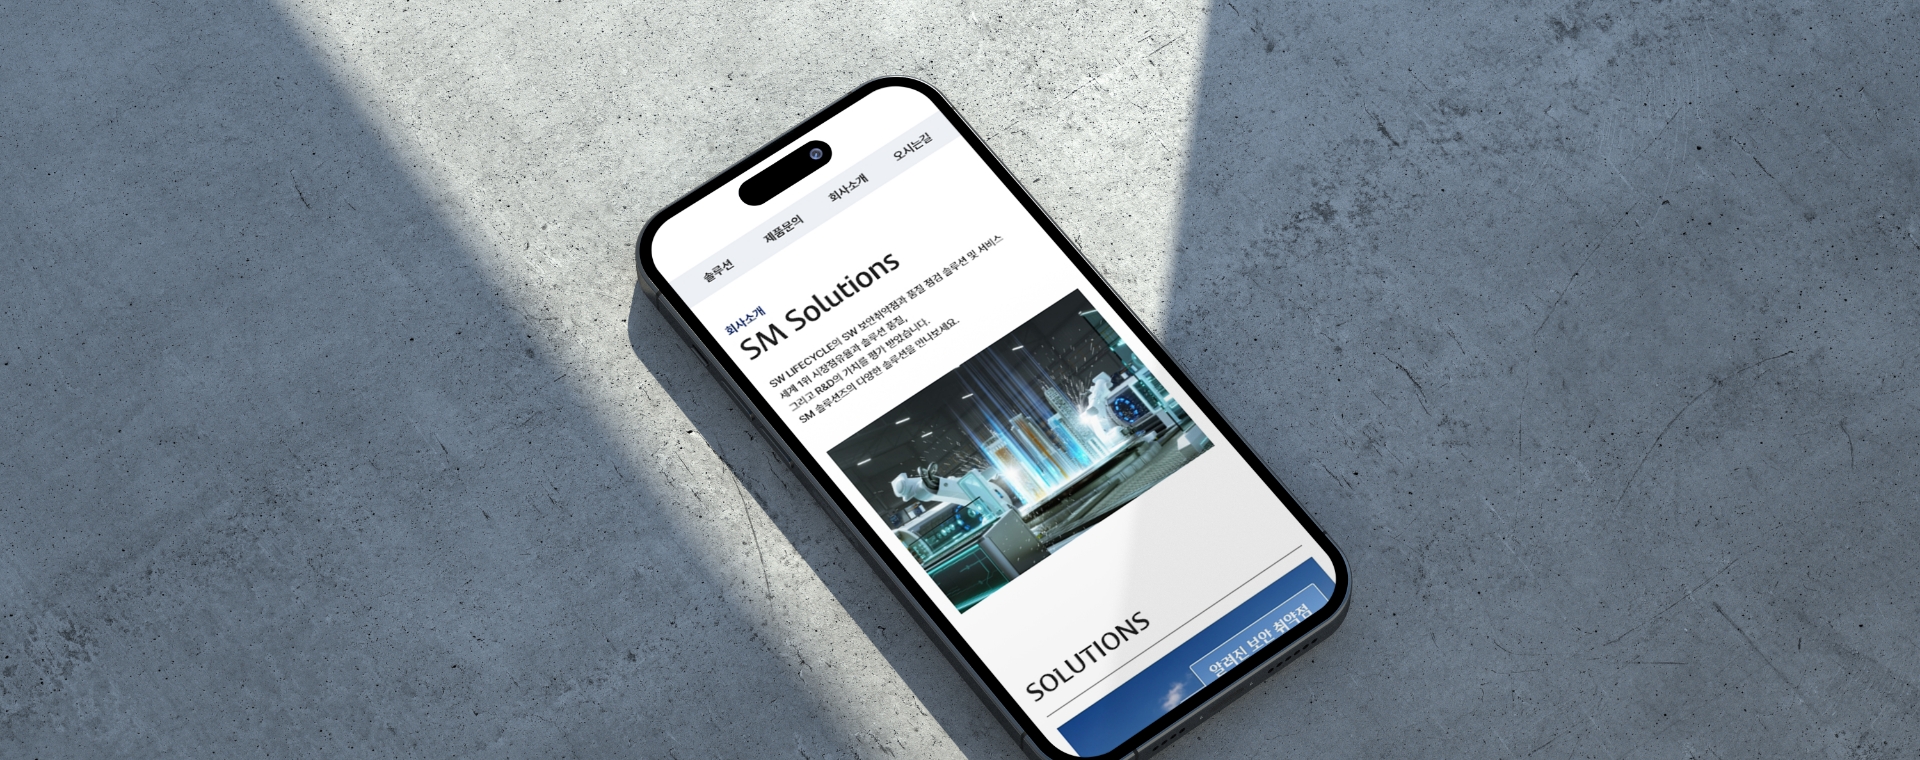 솔루션 제품문의 회사소개 오시는길
회사소개
SM Solutions
SW LIFECYCLE의 SW 보안취약점과 품질 점검 솔루션 및 서비스
세계 1위 시장점유율과 솔루션 품질,
그리고 R&D의 가치를 평가 받았습니다.
SM 솔루션즈의 다양한 솔루션을 만나보세요.
SOLUTIONS
알려진 보안 취약점